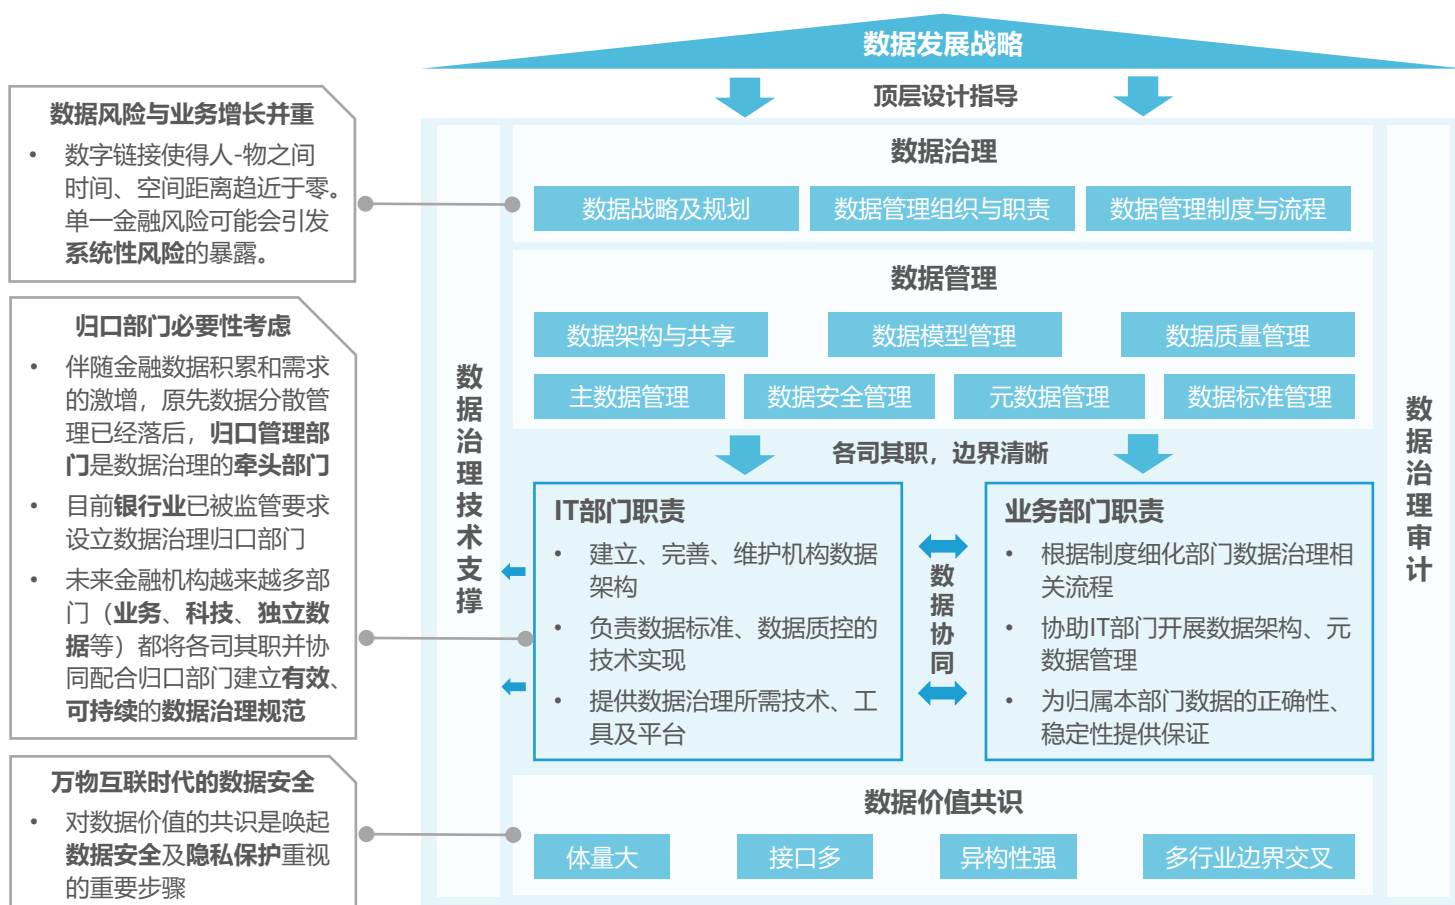 数据发展战略
顶层设计指导
数据风险与业务增长并重
• 数字链接使得人-物之间
时间、空间距离趋近于零。
单一金融风险可能会引发
系统性风险的暴露。
归口部门必要性考虑
• 伴随金融数据积累和需求
的激增，原先数据分散管
理已经落后，归口管理部
门是数据治理的牵头部门
• 目前银行业已被监管要求
设立数据治理归口部门
• 未来金融机构越来越多部
门（业务、科技、独立数
据等）都将各司其职并协
同配合归口部门建立有效、
可持续的数据治理规范
万物互联时代的数据安全
• 对数据价值的共识是唤起
数据安全及隐私保护重视
的重要步骤
数据治理技术支撑
数据治理
数据战略及规划
数据管理组织与职责
数据管理制度与流程
数据管理
数据架构与共享
数据模型管理
数据质量管理
主数据管理
数据安全管理
元数据管理
数据标准管理
各司其职，边界清晰
IT部门职责
• 建立、完善、维护机构数据
架构
• 负责数据标准、数据质控的
技术实现
• 提供数据治理所需技术、工
具及平台
数据协同
业务部门职责
• 根据制度细化部门数据治理相
关流程
• 协助IT部门开展数据架构、元
数据管理
• 为归属本部门数据的正确性、
稳定性提供保证
数据价值共识
体量大
接口多
异构性强
多行业边界交叉
数据治理审计